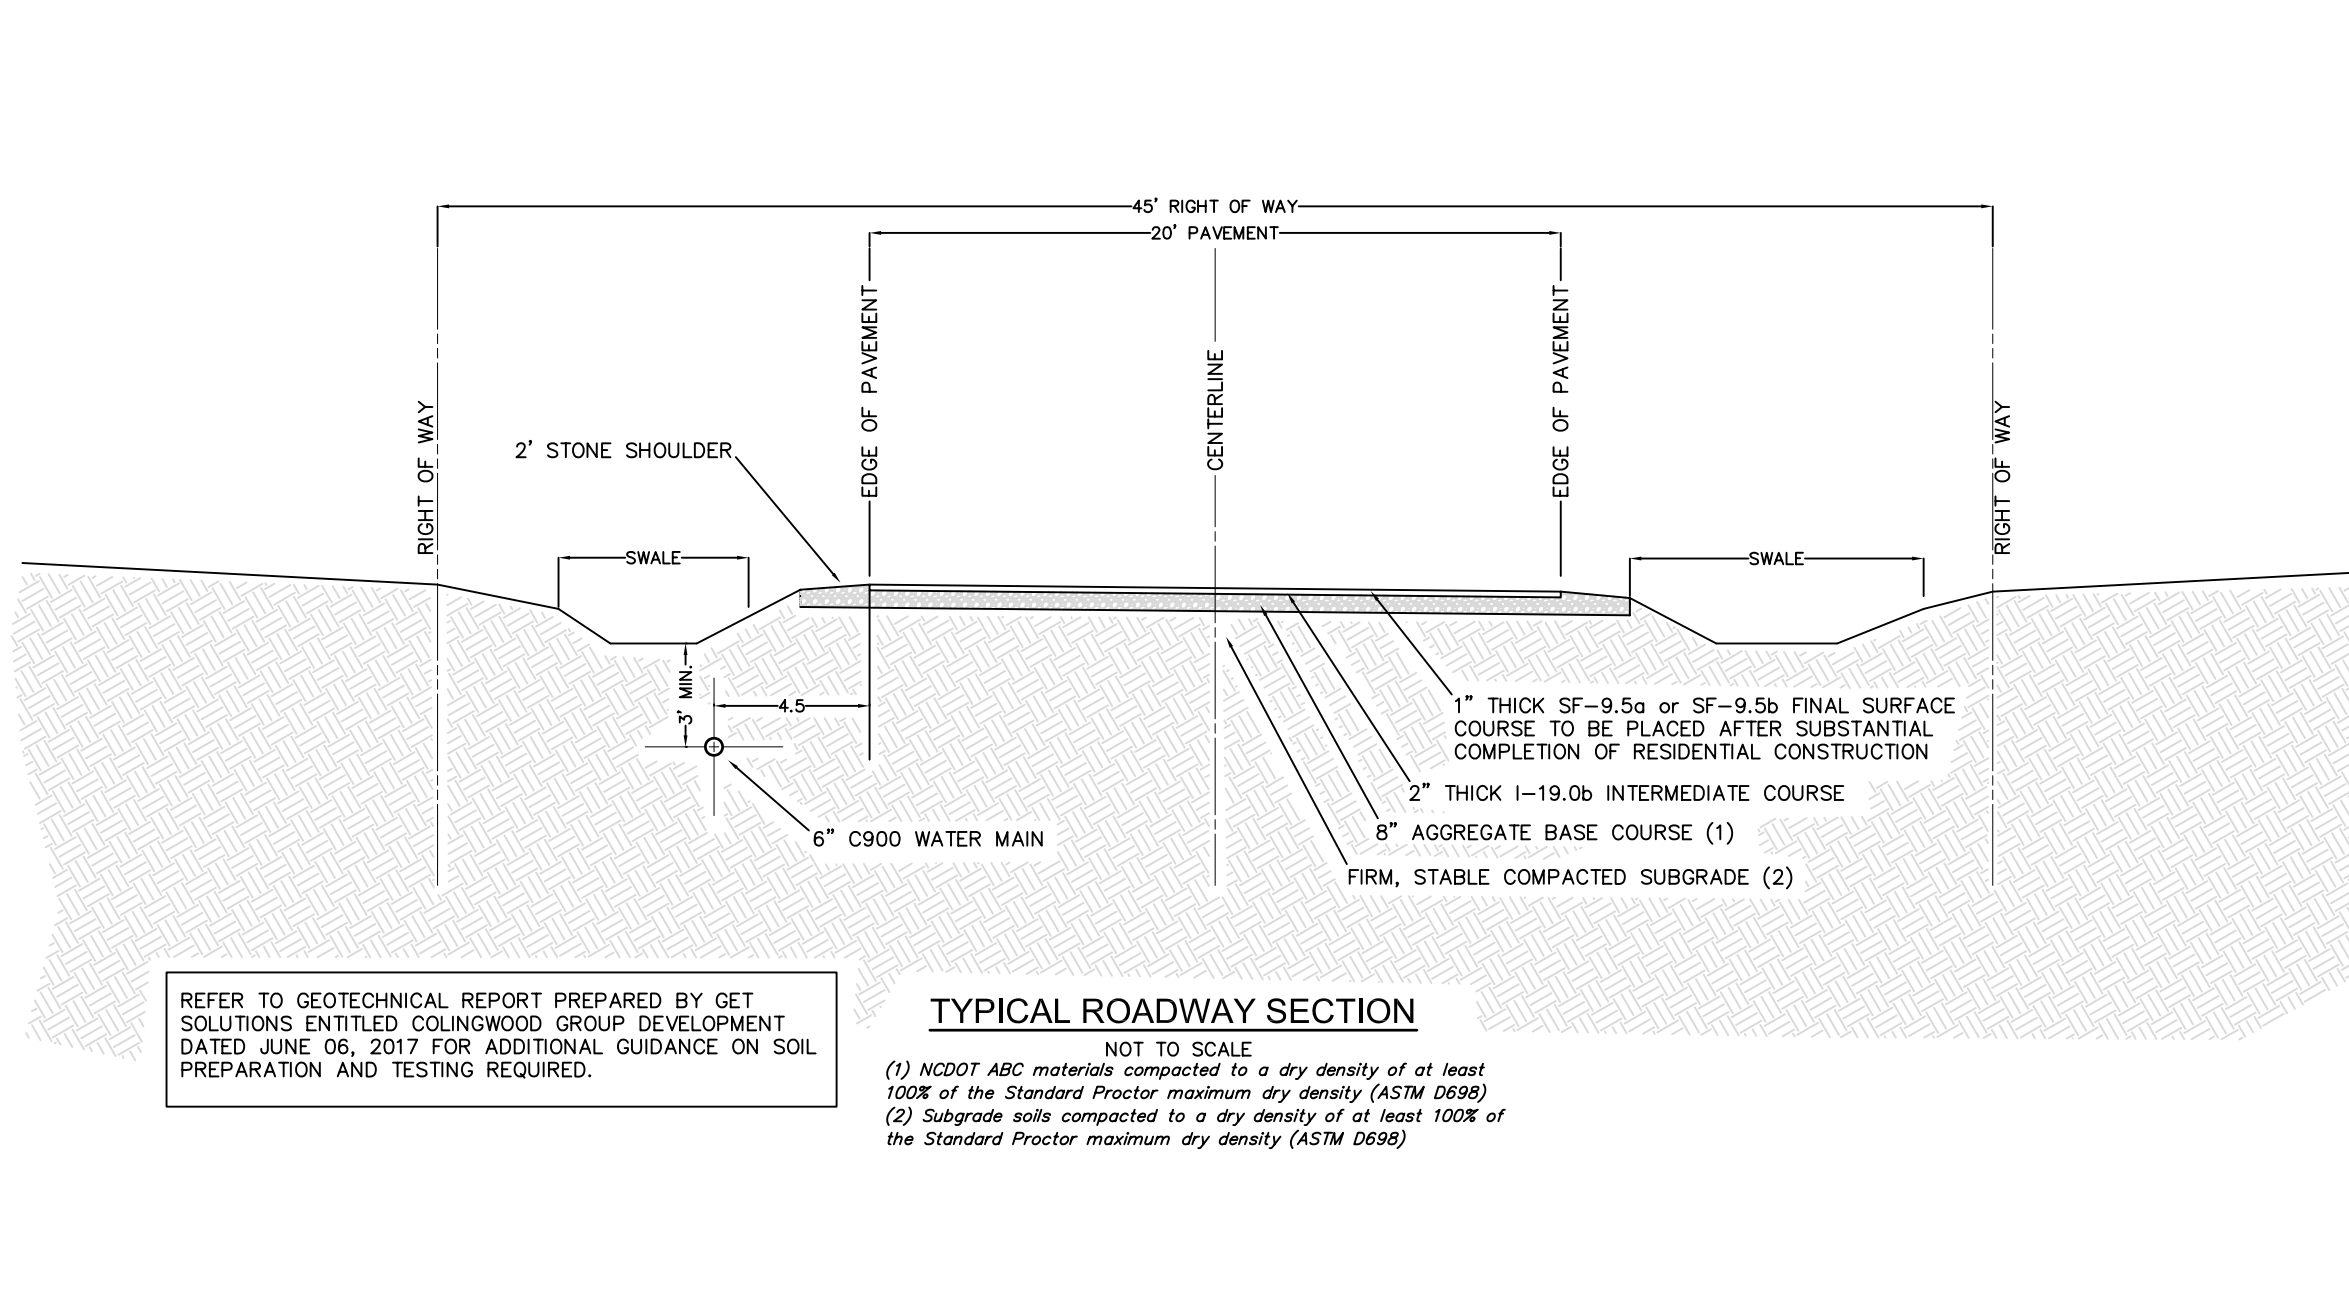 45' RIGHT OF WAY
20' PAVEMENT
EDGE OF PAVEMENT
EDGE OF PAVEMENT
CENTERLINE
RIGHT OF WAY
RIGHT OF WAY
2' STONE SHOULDER
SWALE
SWALE
3' MIN.
4.5
1" THICK SF-9.5a or SF-9.5b FINAL SURFACE
COURSE TO BE PLACED AFTER SUBSTANTIAL
COMPLETION OF RESIDENTIAL CONSTRUCTION
2" THICK I-19.0b INTERMEDIATE COURSE
6" C900 WATER MAIN
8" AGGREGATE BASE COURSE (1)
FIRM, STABLE COMPACTED SUBGRADE (2)
REFER TO GEOTECHNICAL REPORT PREPARED BY GET
SOLUTIONS ENTITLED COLINGWOOD GROUP DEVELOPMENT
DATED JUNE 06, 2017 FOR ADDITIONAL GUIDANCE ON SOIL
PREPARATION AND TESTING REQUIRED.
TYPICAL ROADWAY SECTION
NOT TO SCALE
(1) NCDOT ABC materials compacted to a dry density of at least
100% of the Standard Proctor maximum dry density (ASTM D698)
(2) Subgrade soils compacted to a dry density of at least 100% of
the Standard Proctor maximum dry density (ASTM D698)